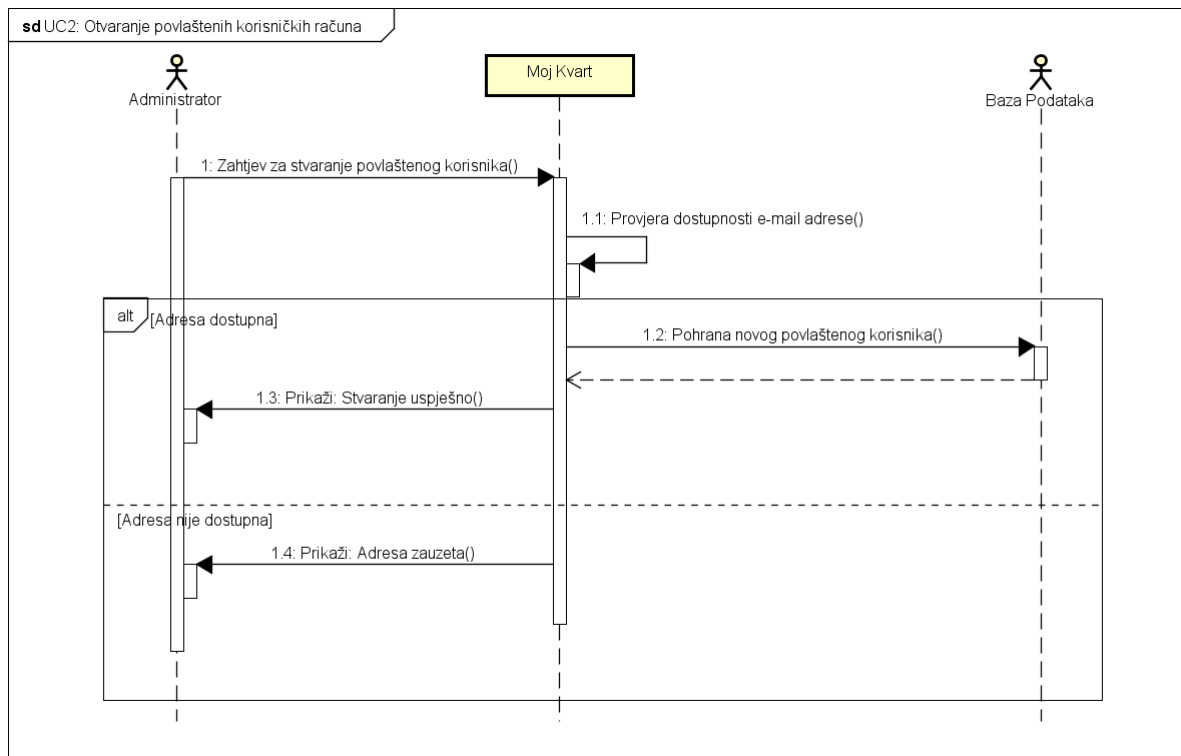 sd UC2: Otvaranje povlaštenih korisničkih računa
Administrator
Moj Kvart
Baza Podataka
1: Zahtjev za stvaranje povlaštenog korisnika()
1.1: Provjera dostupnosti e-mail adrese()
alt
[Adresa dostupna]
1.2: Pohrana novog povlaštenog korisnika()
1.3: Prikaži: Stvaranje uspješno()
[Adresa nije dostupna]
1.4: Prikaži: Adresa zauzeta()